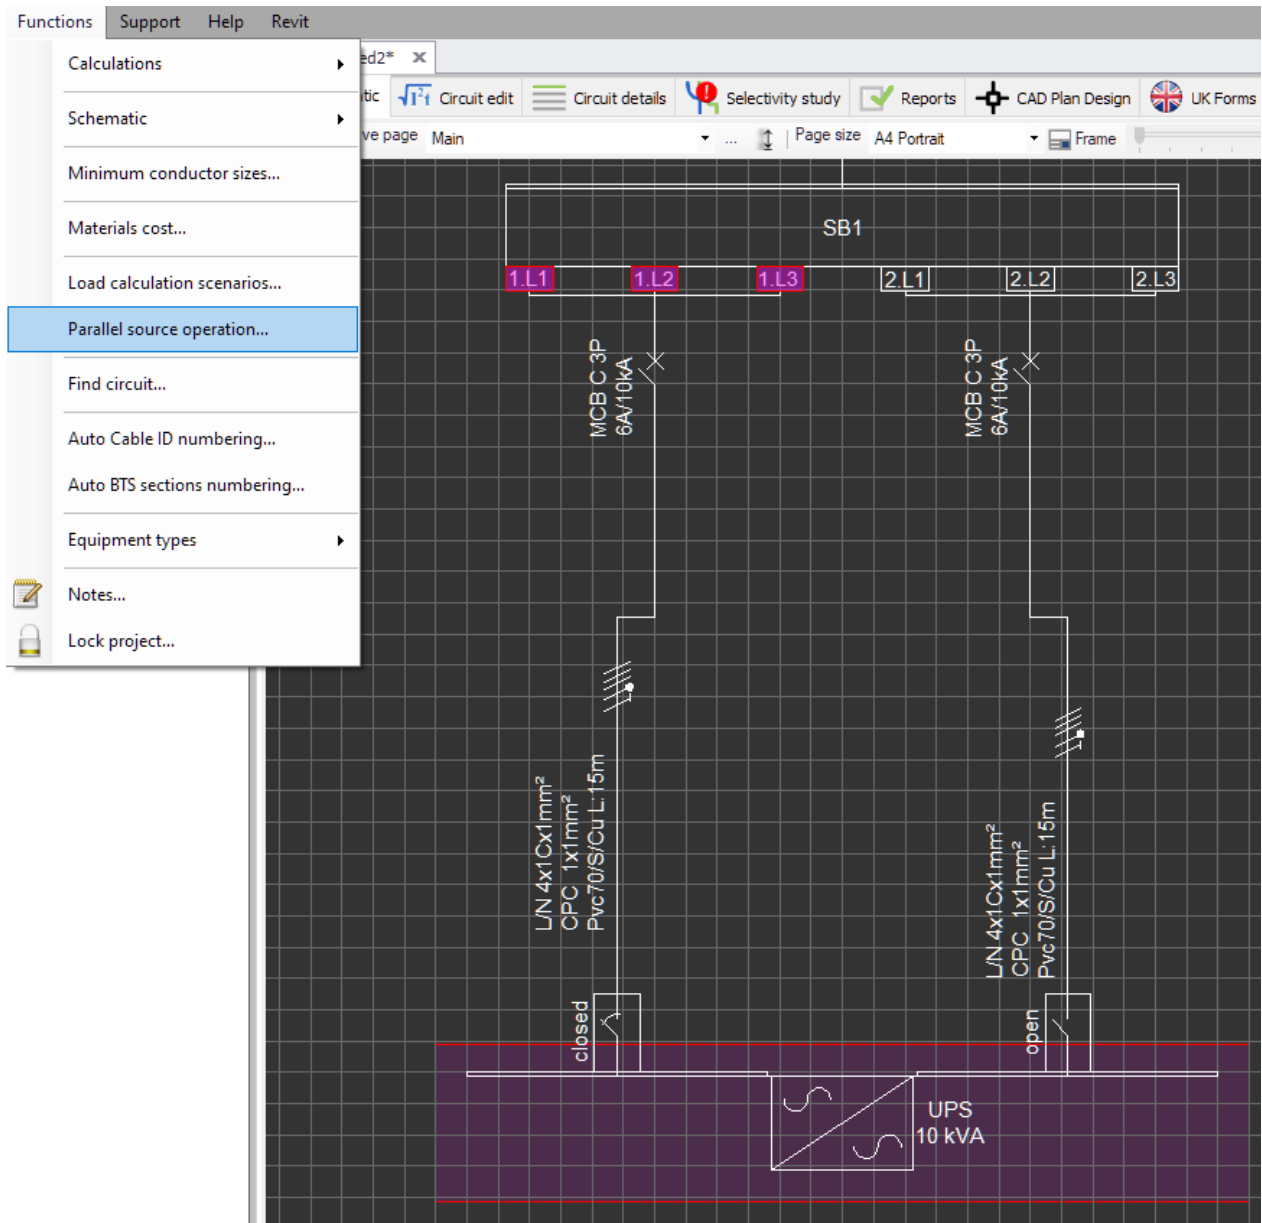 Functions Support Help Revit
Calculations
Schematic
Minimum conductor sizes...
Materials cost...
Load calculation scenarios...
Parallel source operation...
Find circuit...
Auto Cable ID numbering...
Auto BTS sections numbering...
Equipment types
Notes...
Lock project...
ed2*
tic Circuit edit Circuit details Selectivity study Reports CAD Plan Design UK Forms
ve page Main ... Page size A4 Portrait Frame
SB1
1.L1 1.L2 1.L3 2.L1 2.L2 2.L3
MCB C 3P
6A/10kA
MCB C 3P
6A/10kA
L/N 4x1Cx1mm²
CPC 1x1mm²
Pvc70/S/Cu L:15m
L/N 4x1Cx1mm²
CPC 1x1mm²
Pvc70/S/Cu L:15m
closed
open
UPS
10 kVA